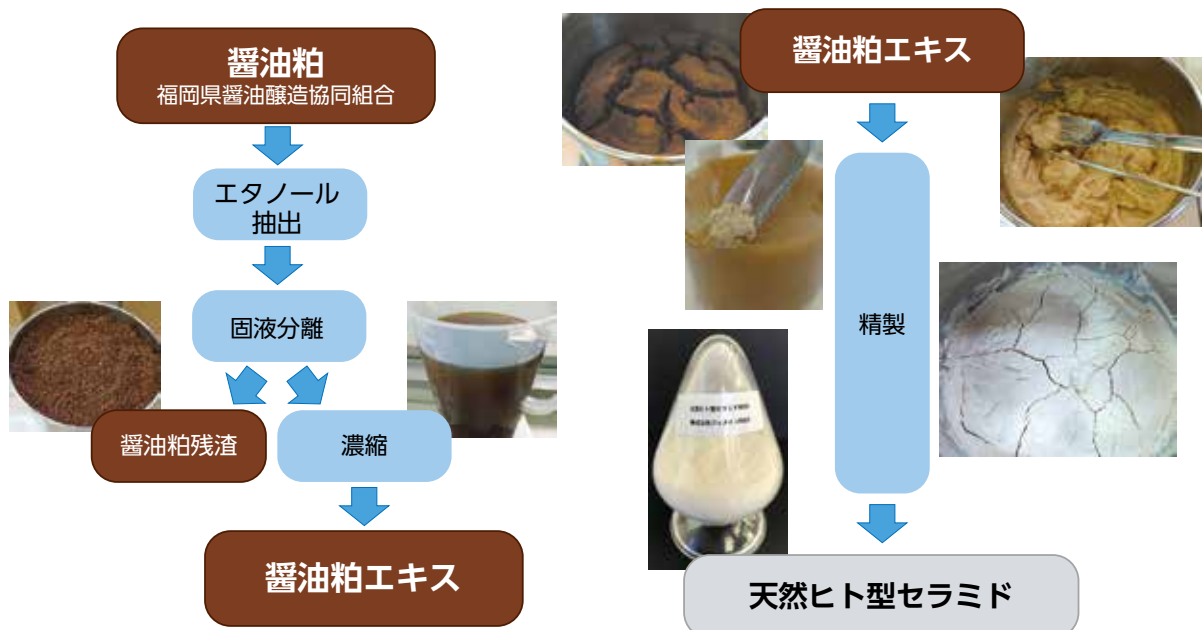 醤油粕
福岡県醤油醸造協同組合
エタノール
抽出
固液分離
醤油粕残渣
濃縮
醤油粕エキス
醤油粕エキス
精製
天然ヒト型セラミド